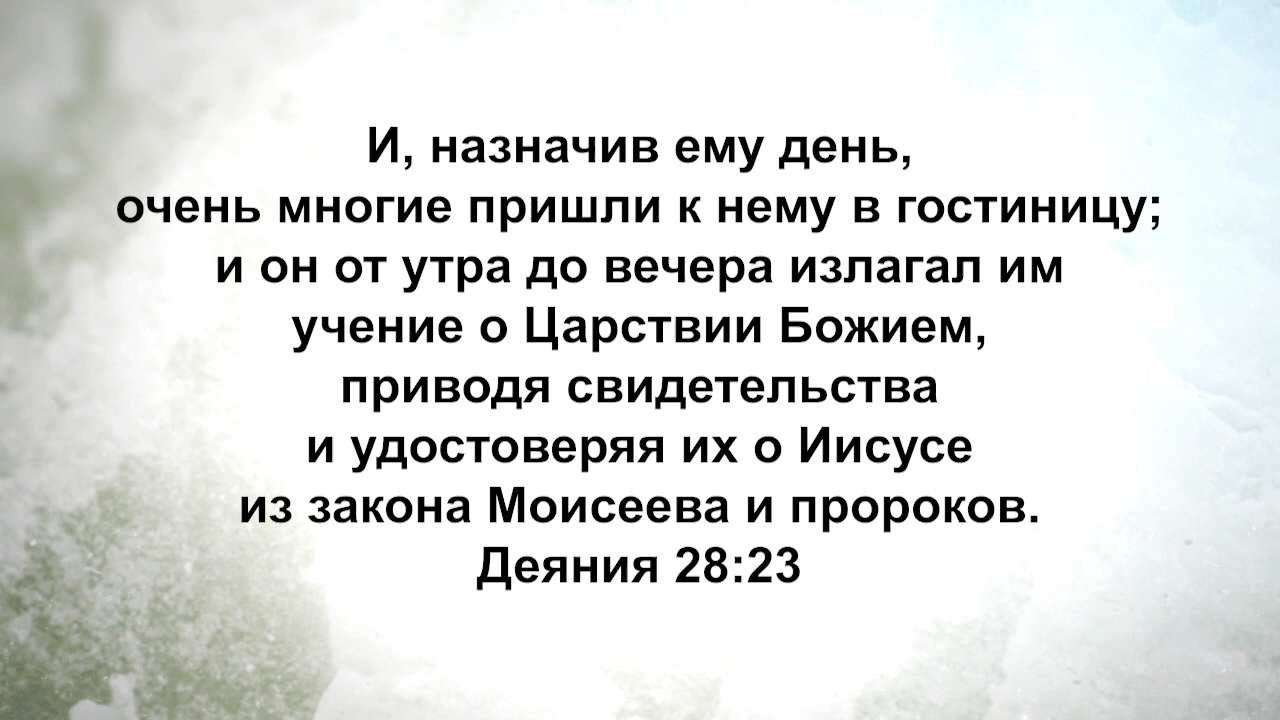 И, назначив ему день,
очень многие пришли к нему в гостиницу;
и он от утра до вечера излагал им
учение о Царствии Божием,
приводя свидетельства
и удостоверяя их о Иисусе
из закона Моисеева и пророков.
Деяния 28:23